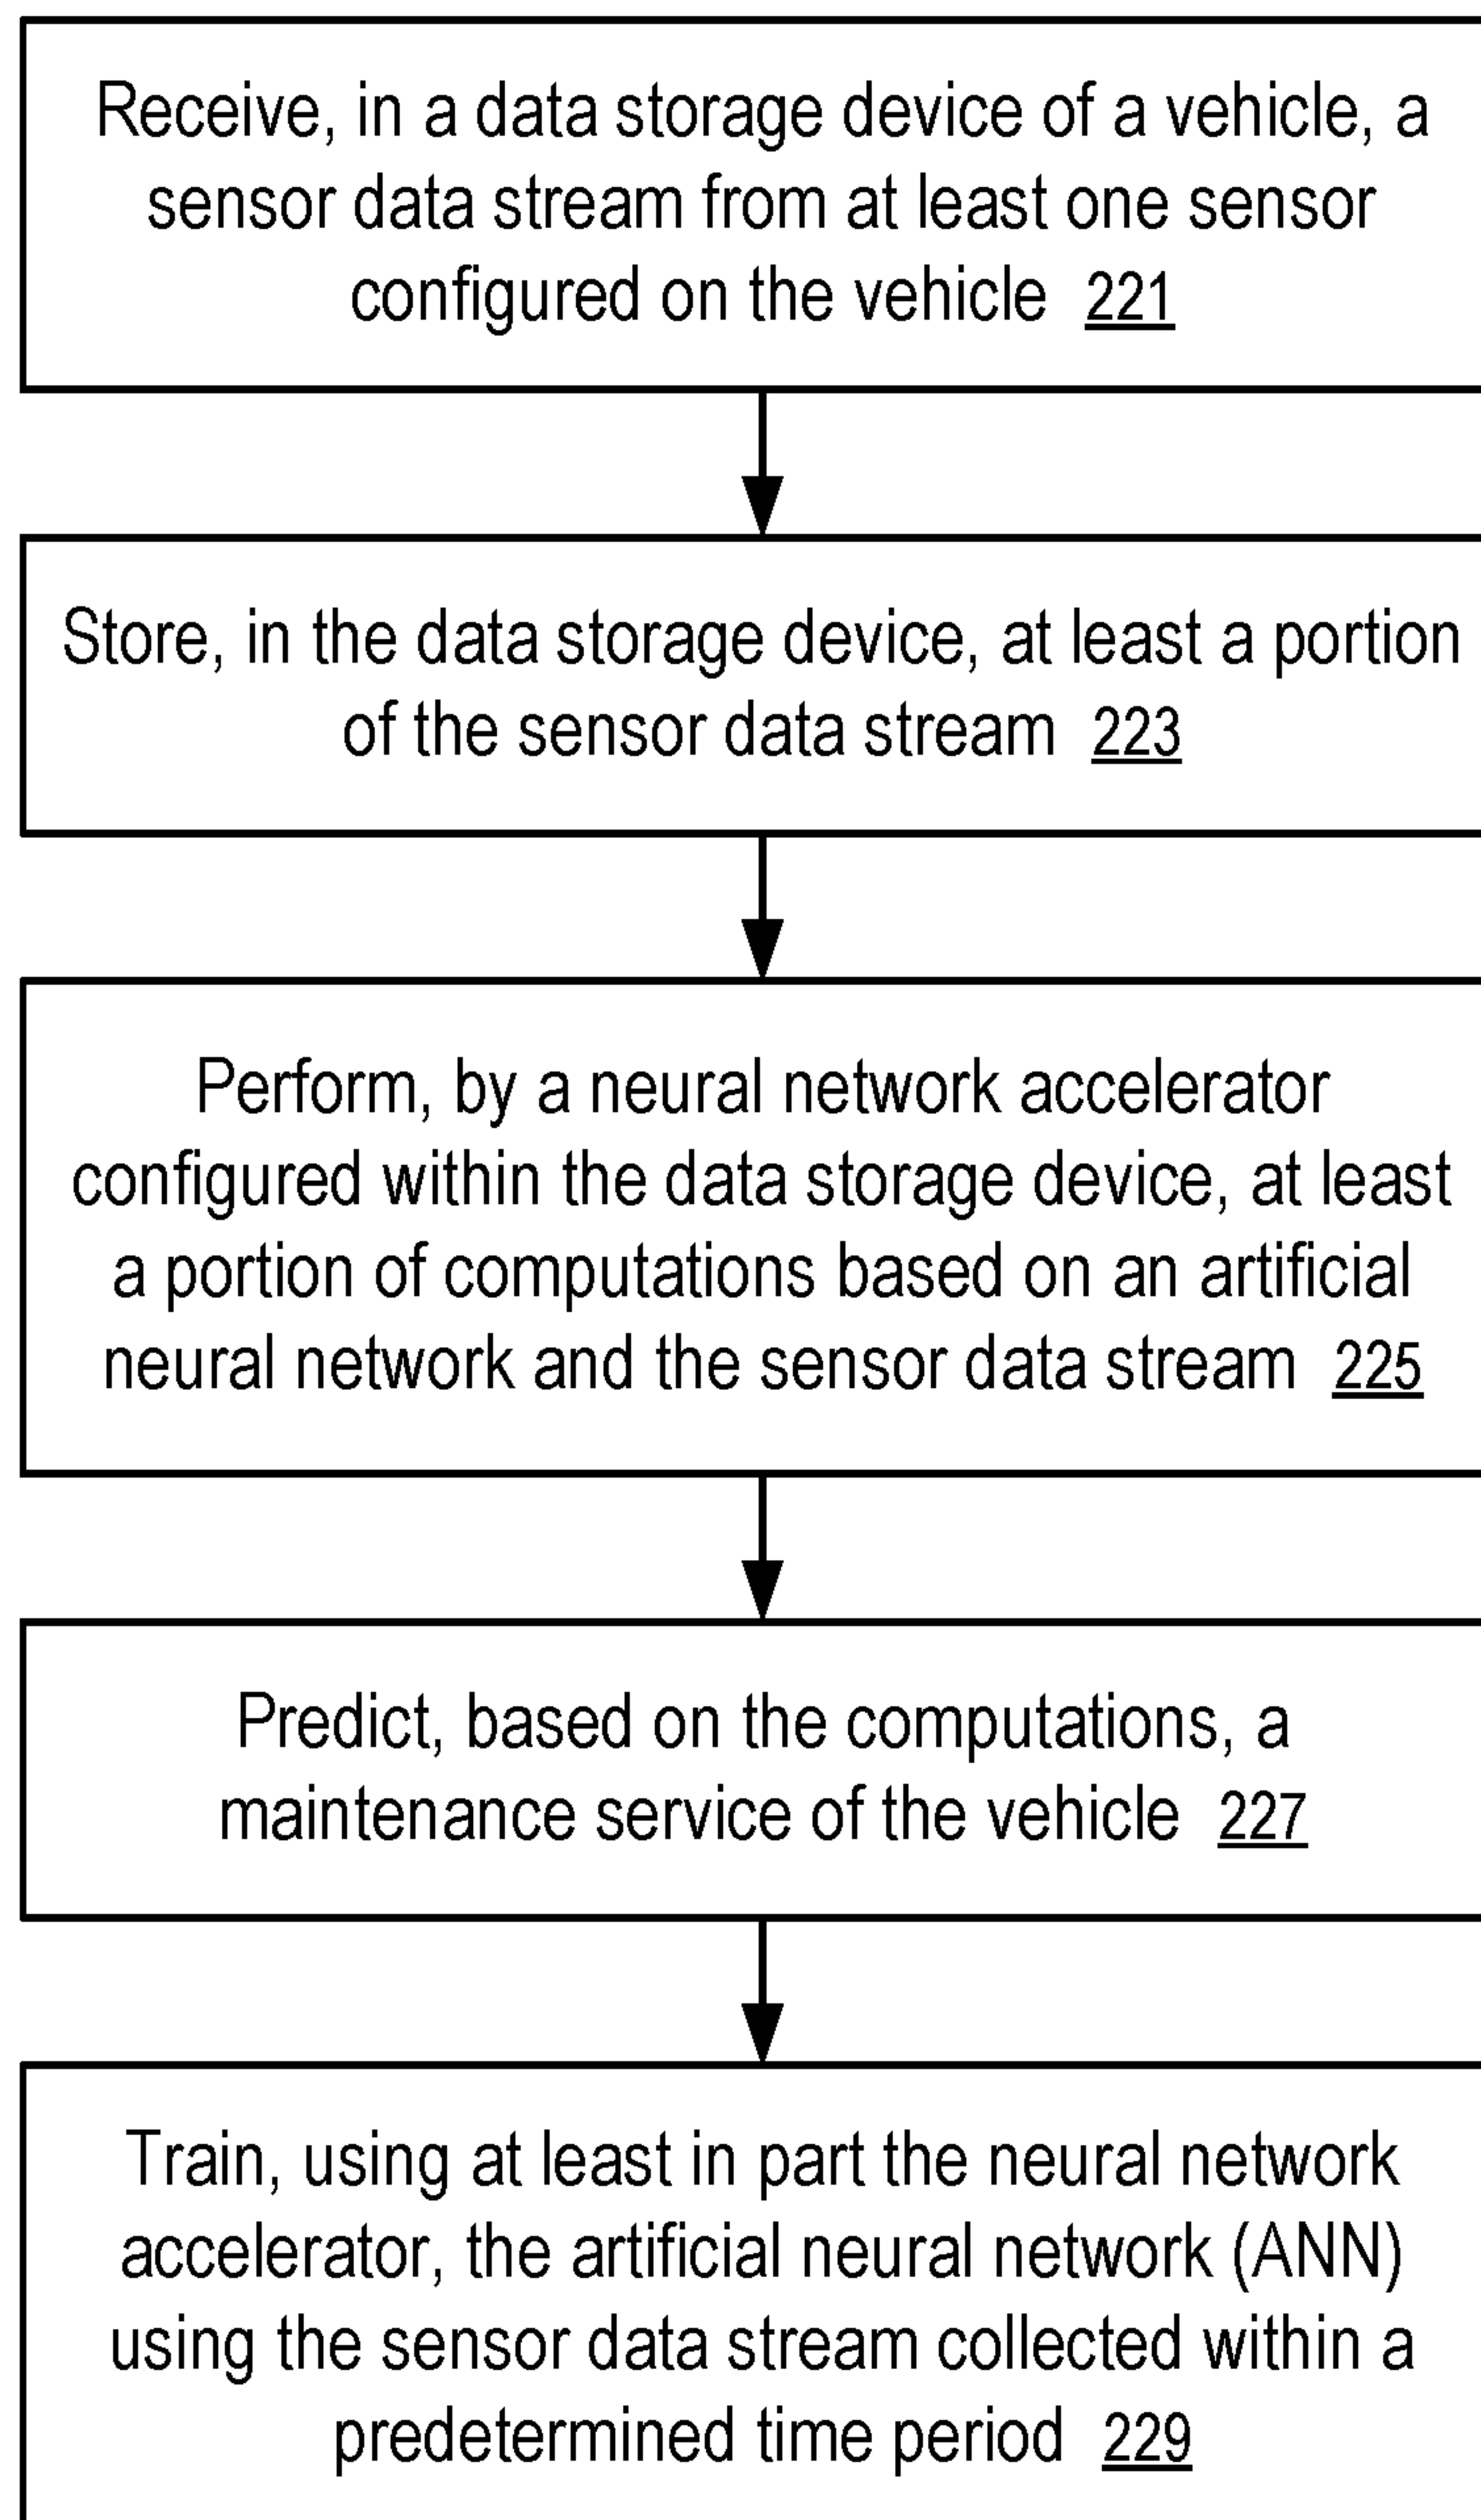 Receive, in a data storage device of a vehicle, a
sensor data stream from at least one sensor
configured on the vehicle 221
Store, in the data storage device, at least a portion
of the sensor data stream 223
Perform, by a neural network accelerator
configured within the data storage device, at least
a portion of computations based on an artificial
neural network and the sensor data stream 225
Predict, based on the computations, a
maintenance service of the vehicle 227
Train, using at least in part the neural network
accelerator, the artificial neural network (ANN)
using the sensor data stream collected within a
predetermined time period 229